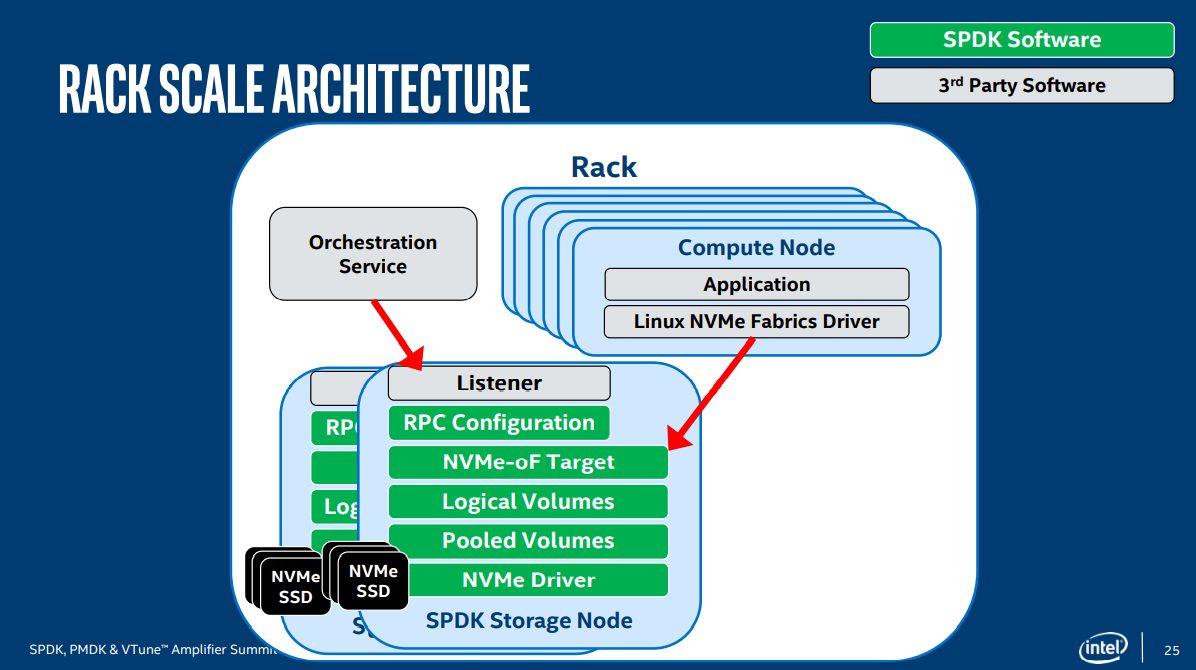 SPDK Software
3rd Party Software
RACK SCALE ARCHITECTURE
Rack
Orchestration
Service
Compute Node
Application
Linux NVMe Fabrics Driver
Listener
RPC Configuration
NVMe-oF Target
Logical Volumes
Pooled Volumes
NVMe Driver
SPDK Storage Node
RPC
Log
NVMe
SSD
NVMe
SSD
SPDK, PMDK & VTune™ Amplifier Summit
intel
25